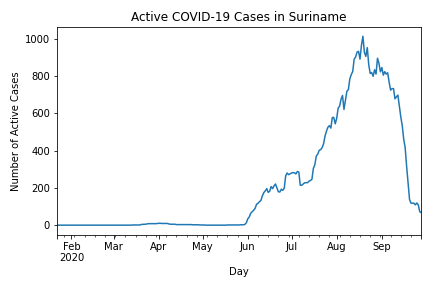 Active COVID-19 Cases in Suriname
Number of Active Cases
1000
800
600
400
200
0
Feb Mar Apr May Jun Jul Aug Sep
2020
Day